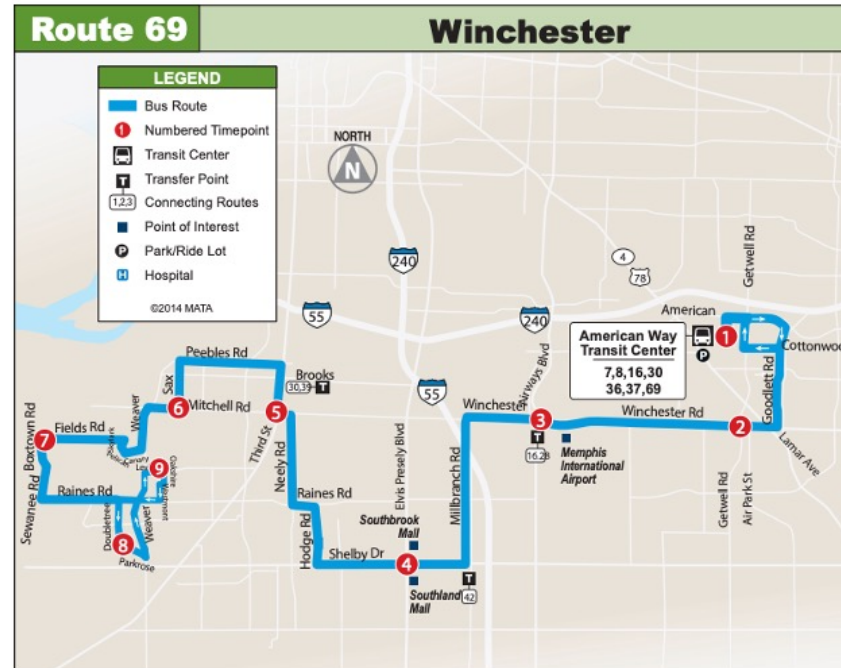 Route 69
Winchester
LEGEND
Bus Route
1 Numbered Timepoint
Transit Center
T Transfer Point
1,2,3 Connecting Routes
Point of Interest
P Park/Ride Lot
H Hospital
©2014 MATA
NORTH
N
240
55
240
55
4
78
Getwell Rd
American
1
P
Cottonwood
American Way
Transit Center
7,8,16,30
36,37,69
Goodlett Rd
Lamar Ave
Airways Blvd
Winchester
3
Winchester Rd
2
T
16,28
Memphis
International
Airport
Getwell Rd
Air Park St
Millbranch Rd
Elvis Presely Blvd
Southbrook
Mall
4
Southland
Mall
T
42
Shelby Dr
Hodge Rd
Raines Rd
Neely Rd
Third St
5
Brooks
30,39
T
Peebles Rd
Sax
6
Mitchell Rd
Weaver
Fields Rd
7
Boxtown Rd
Sewanee Rd
Raines Rd
9
Weaver
Doubletree
8
Parkrose